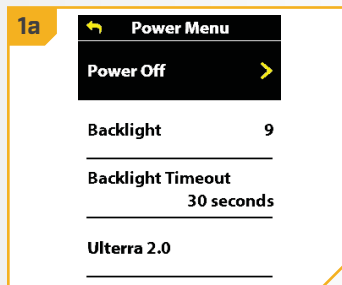 1a
Power Menu
Power Off
Backlight 9
Backlight Timeout
30 seconds
Ulterra 2.0